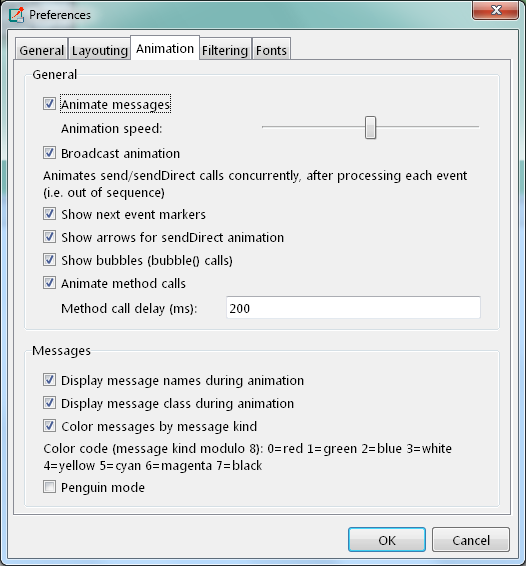 Preferences
General Layouting Animation Filtering Fonts
General
Animate messages
Animation speed:
Broadcast animation
Animates send/sendDirect calls concurrently, after processing each event
(i.e. out of sequence)
Show next event markers
Show arrows for sendDirect animation
Show bubbles (bubble() calls)
Animate method calls
Method call delay (ms): 200
Messages
Display message names during animation
Display message class during animation
Color messages by message kind
Color code (message kind modulo 8): 0=red 1=green 2=blue 3=white
4=yellow 5=cyan 6=magenta 7=black
Penguin mode
OK Cancel